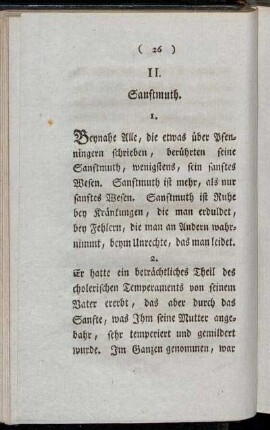 ( 26 )
II.
Sanftmuth.
1.
Beynahe Alle, die etwas über Pfen-
ningern schrieben, berührten seine
Sanftmuth, wenigstens, sein sanftes
Wesen. Sanftmuth ist mehr, als nur
sanftes Wesen. Sanftmuth ist Ruhe
bey Kränkungen, die man erduldet,
bey Fehlern, die man an Andern wahr-
nimmt, beym Unrechte, das man leidet.
2.
Er hatte ein beträchtliches Theil des
cholerischen Temperaments von seinem
Vater ererbt, das aber durch das
Sanfte, was Ihm seine Mutter ange-
bahr, sehr temperiert und gemildert
wurde. Im Ganzen genommen, war